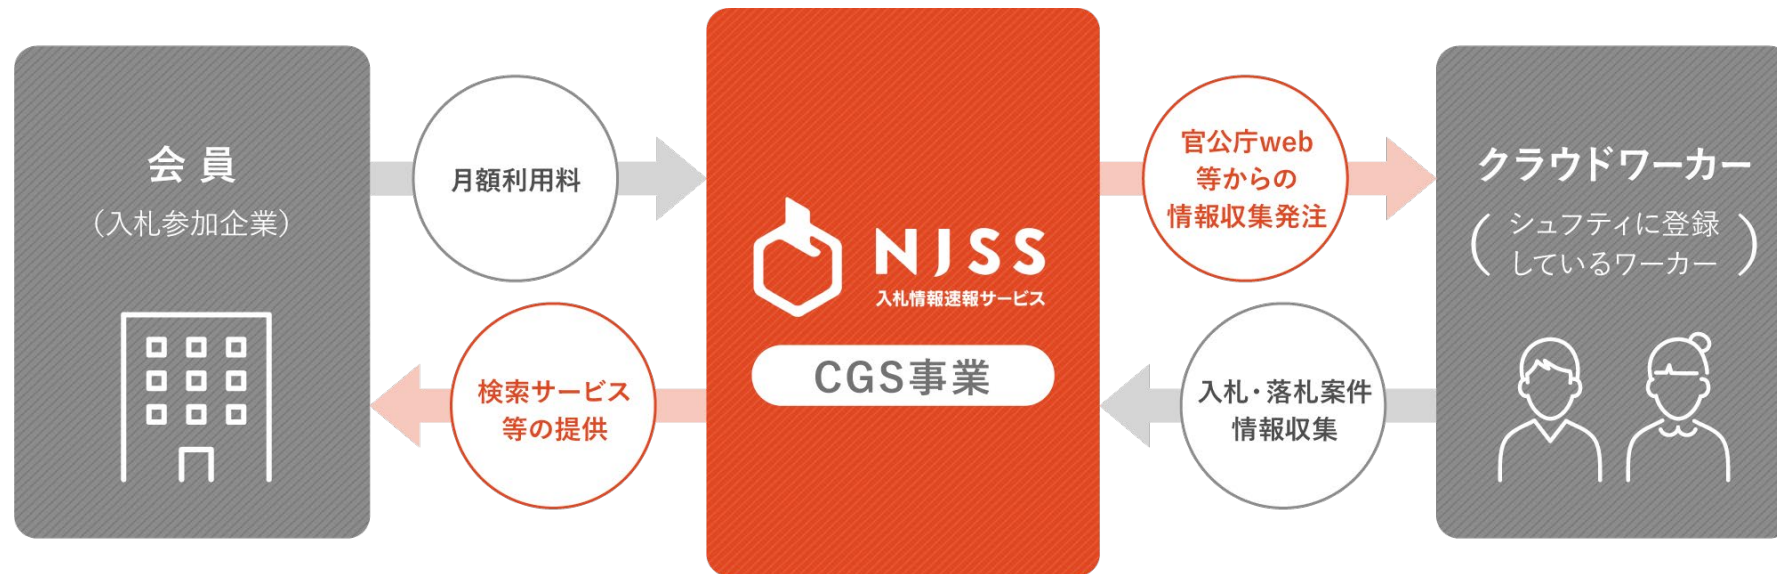 会員
（入札参加企業）
月額利用料
検索サービス
等の提供
NJSS
入札情報速報サービス
CGS事業
官公庁web
等からの
情報収集発注
入札・落札案件
情報収集
クラウドワーカー
（シュフティに登録
しているワーカー）